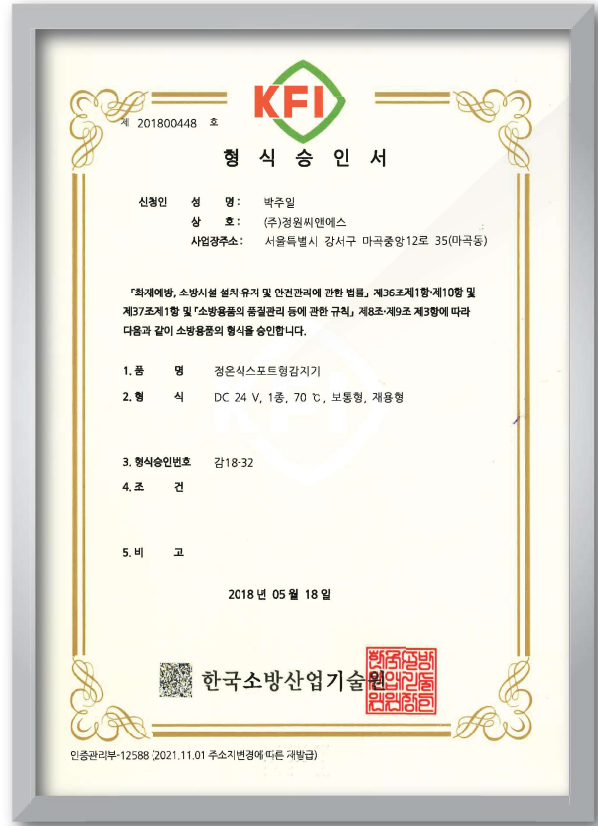 KFI
제 201800448 호
형 식 승 인 서
신청인 성 명 : 박주일
상 호 : (주)정원씨앤에스
사업장주소 : 서울특별시 강서구 마곡중앙12로 35(마곡동)
「화재예방, 소방시설 설치·유지 및 안전관리에 관한 법률」 제36조제1항·제10항 및
제37조제1항 및 「소방용품의 품질관리 등에 관한 규칙」 제8조·제9조 제3항에 따라
다음과 같이 소방용품의 형식을 승인합니다.
1. 품 명 정온식스포트형감지기
2. 형 식 DC 24 V, 1종, 70 ℃, 보통형, 재용형
3. 형식승인번호 감18-32
4. 조 건
5. 비 고
2018 년 05 월 18 일
한국소방산업기술원
인증관리부-12588 (2021.11.01 주소지변경에 따른 재발급)